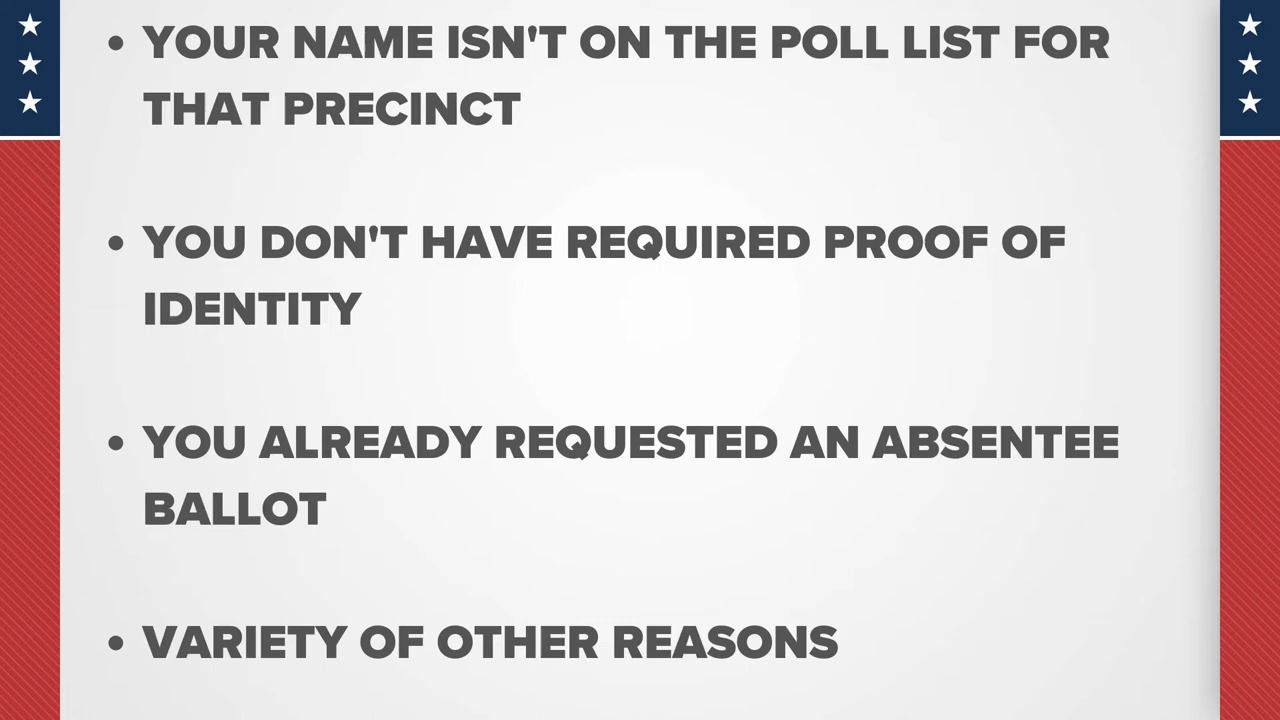 • YOUR NAME ISN'T ON THE POLL LIST FOR
THAT PRECINCT
• YOU DON'T HAVE REQUIRED PROOF OF
IDENTITY
• YOU ALREADY REQUESTED AN ABSENTEE
BALLOT
• VARIETY OF OTHER REASONS